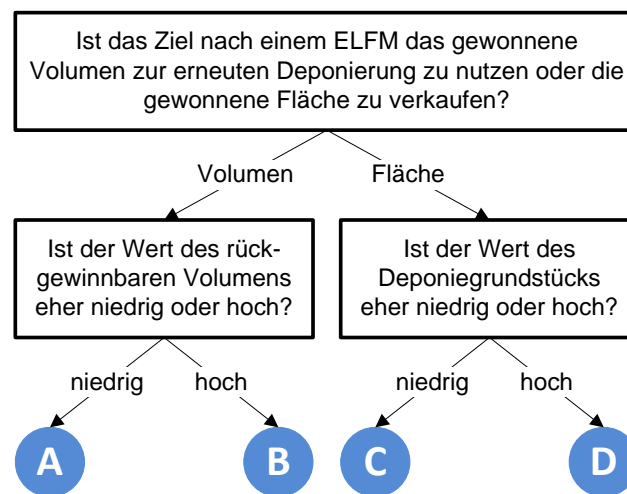 Ist das Ziel nach einem ELFM das gewonnene
Volumen zur erneuten Deponierung zu nutzen oder die
gewonnene Fläche zu verkaufen?
Volumen
Fläche
Ist der Wert des rück-
gewinnbaren Volumens
eher niedrig oder hoch?
Ist der Wert des
Deponiegrundstücks
eher niedrig oder hoch?
niedrig
hoch
niedrig
hoch
A
B
C
D